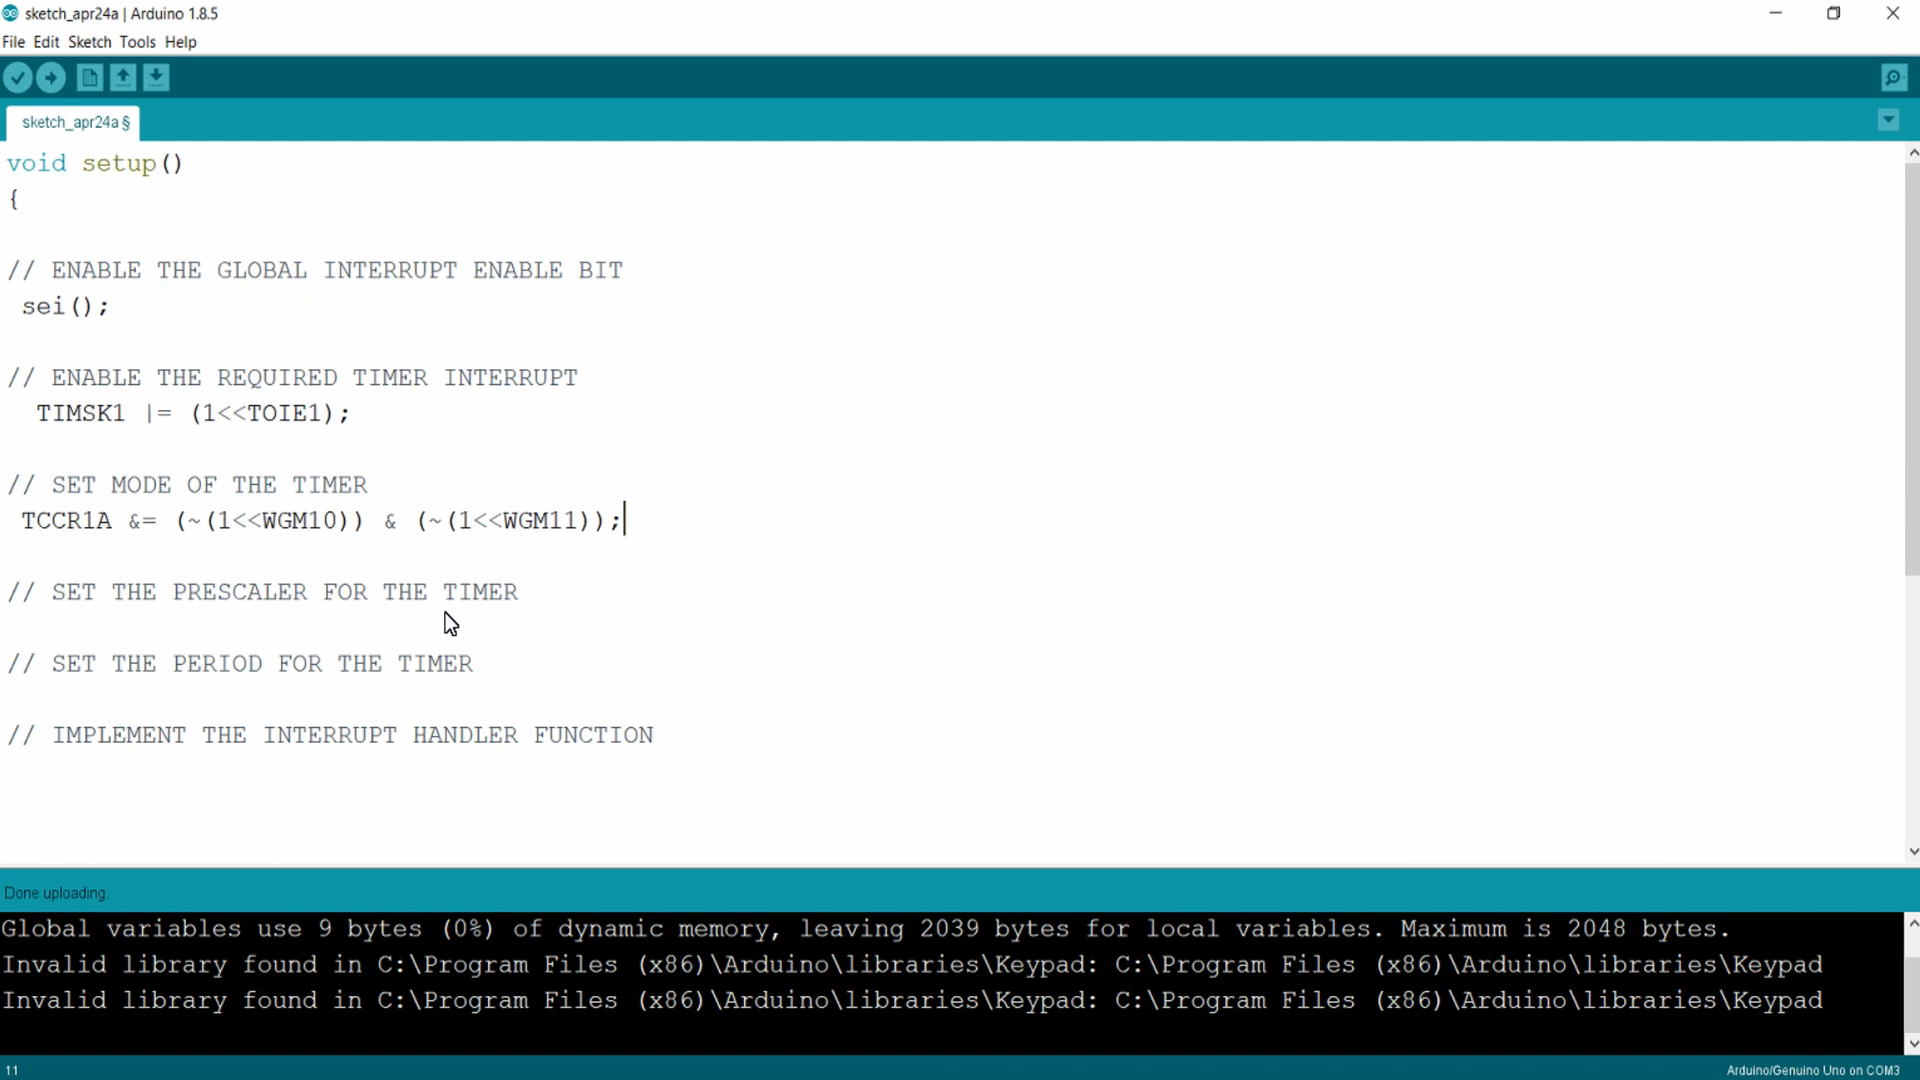 sketch_apr24a | Arduino 1.8.5
File Edit Sketch Tools Help
sketch_apr24a §
void setup()
{
// ENABLE THE GLOBAL INTERRUPT ENABLE BIT
sei();
// ENABLE THE REQUIRED TIMER INTERRUPT
TIMSK1 |= (1<<TOIE1);
// SET MODE OF THE TIMER
TCCR1A &= (~(1<<WGM10)) & (~(1<<WGM11));
// SET THE PRESCALER FOR THE TIMER
// SET THE PERIOD FOR THE TIMER
// IMPLEMENT THE INTERRUPT HANDLER FUNCTION
Done uploading.
Global variables use 9 bytes (0%) of dynamic memory, leaving 2039 bytes for local variables. Maximum is 2048 bytes.
Invalid library found in C:\Program Files (x86)\Arduino\libraries\Keypad: C:\Program Files (x86)\Arduino\libraries\Keypad
Invalid library found in C:\Program Files (x86)\Arduino\libraries\Keypad: C:\Program Files (x86)\Arduino\libraries\Keypad
11
Arduino/Genuino Uno on COM3